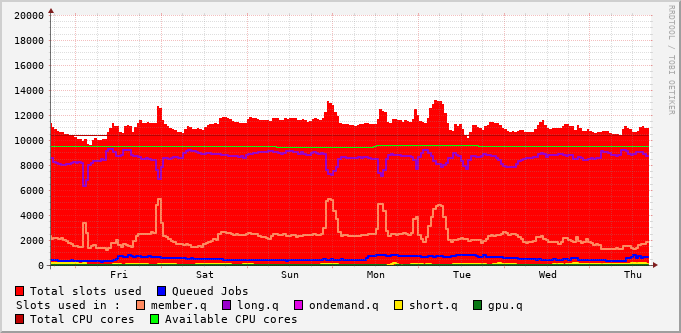 20000
18000
16000
14000
12000
10000
8000
6000
4000
2000
0
Fri Sat Sun Mon Tue Wed Thu
Total slots used Queued Jobs
Slots used in : member.q long.q ondemand.q short.q gpu.q
Total CPU cores Available CPU cores
RRDTOOL / TOBI OETIKER